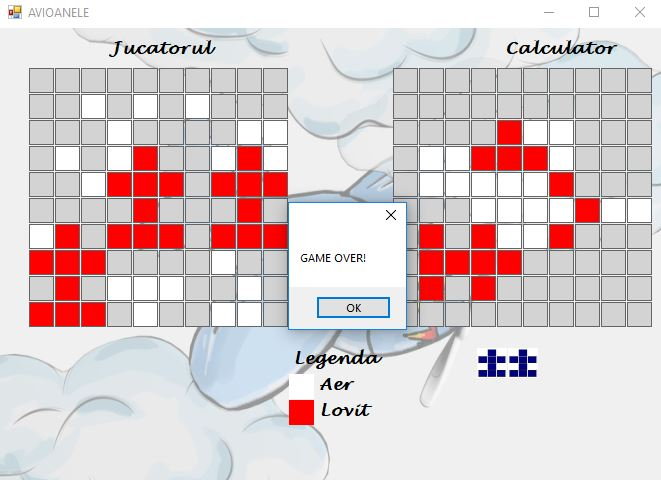 AVIOANELE
Jucatorul
Calculator
GAME OVER!
OK
Legenda
Aer
Lovit